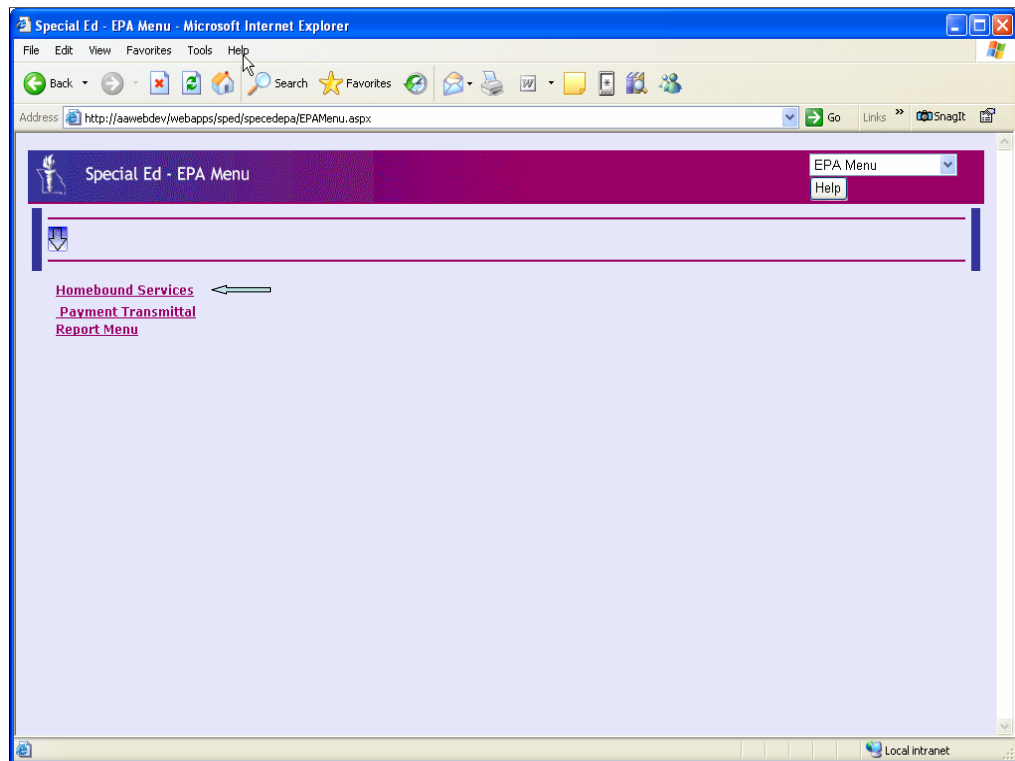 Special Ed - EPA Menu - Microsoft Internet Explorer
File Edit View Favorites Tools Help
Back Search Favorites
Address http://aawebdev/webapps/sped/specedepa/EPAMenu.aspx Go Links » SnagIt
Special Ed - EPA Menu
EPA Menu
Help
Homebound Services
Payment Transmittal
Report Menu
Local intranet